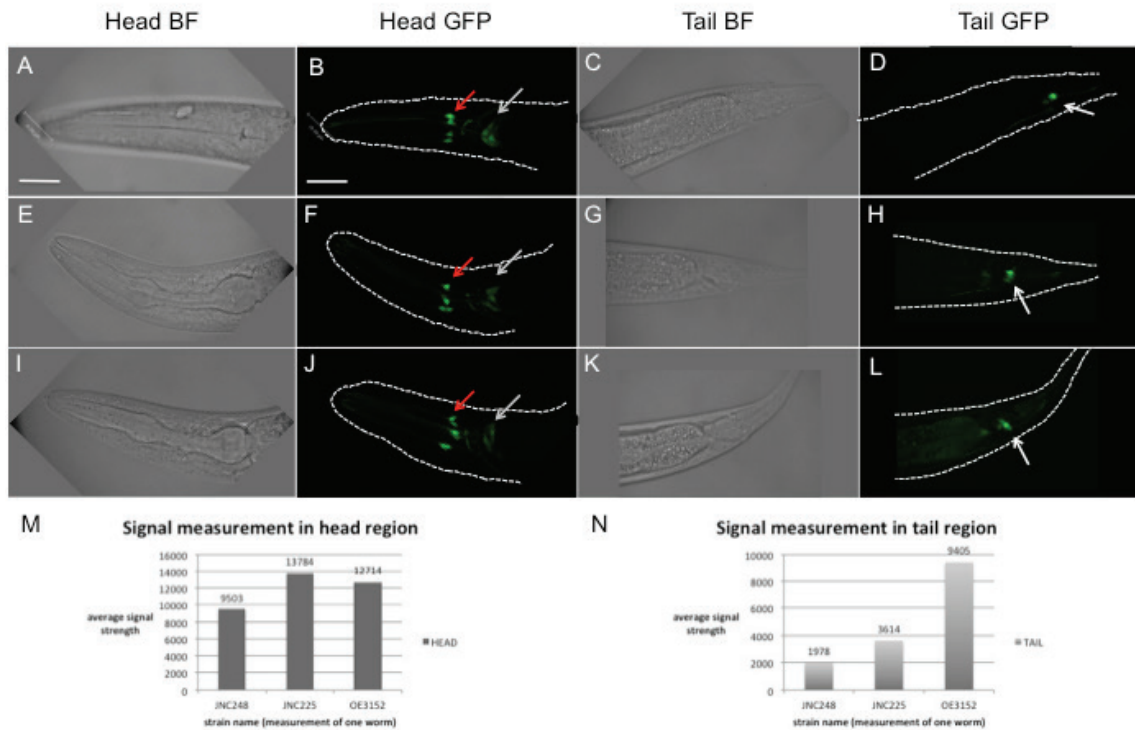 Head BF
Head GFP
Tail BF
Tail GFP
A
B
C
D
E
F
G
H
I
J
K
L
M
Signal measurement in head region
16000
14000
12000
10000
8000
6000
4000
2000
0
average signal
strength
9503
13784
12714
HEAD
JNC248
JNC225
OE3152
strain name (measurement of one worm)
N
Signal measurement in tail region
10000
8000
6000
4000
2000
0
average signal
strength
1978
3614
9405
TAIL
JNC248
JNC225
OE3152
strain name (measurement of one worm)